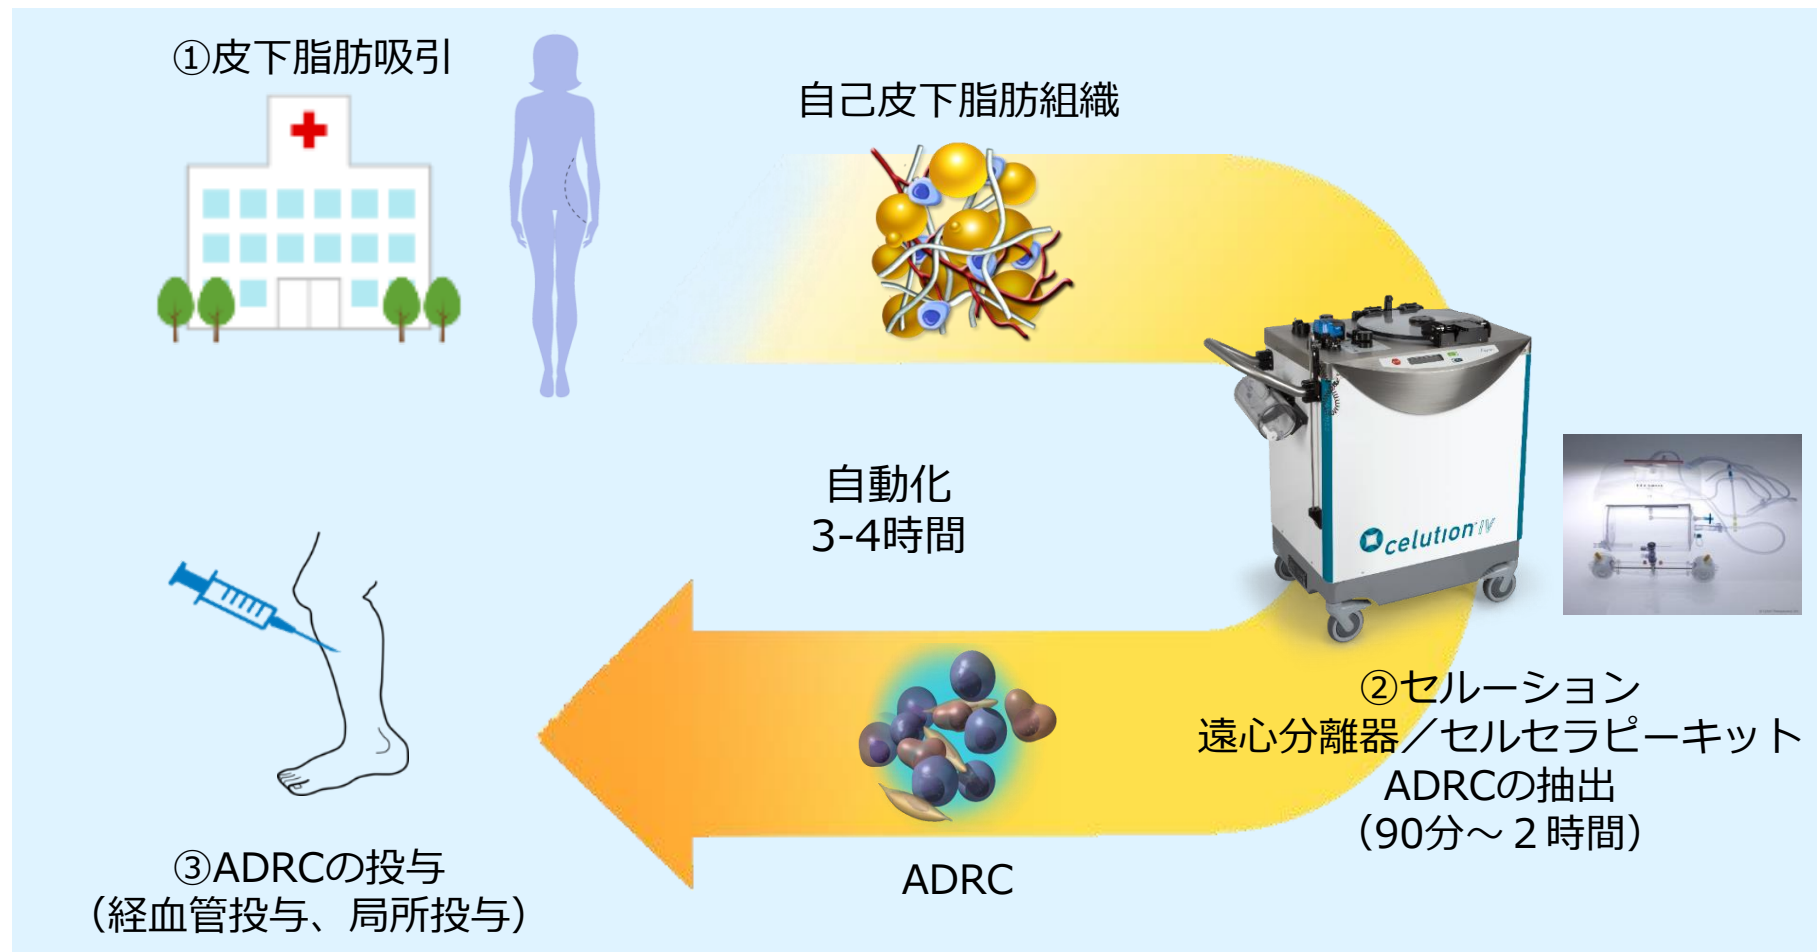 ①皮下脂肪吸引
自己皮下脂肪組織
自動化
3-4時間
celution IV
②セルーション
遠心分離器／セルセラピーキット
ADRCの抽出
（90分～２時間）
ADRC
③ADRCの投与
（経血管投与、局所投与）